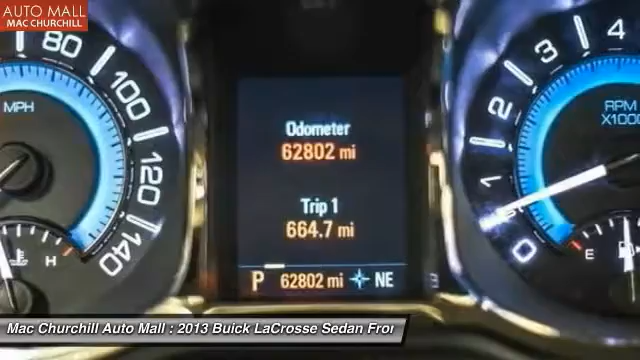 AUTO MALL
MAC CHURCHILL
80
100
120
140
MPH
H
Odometer
62802 mi
Trip 1
664.7 mi
P 62802 mi NE
4
3
2
1
0
RPM
X1000
E
Mac Churchill Auto Mall : 2013 Buick LaCrosse Sedan Fror